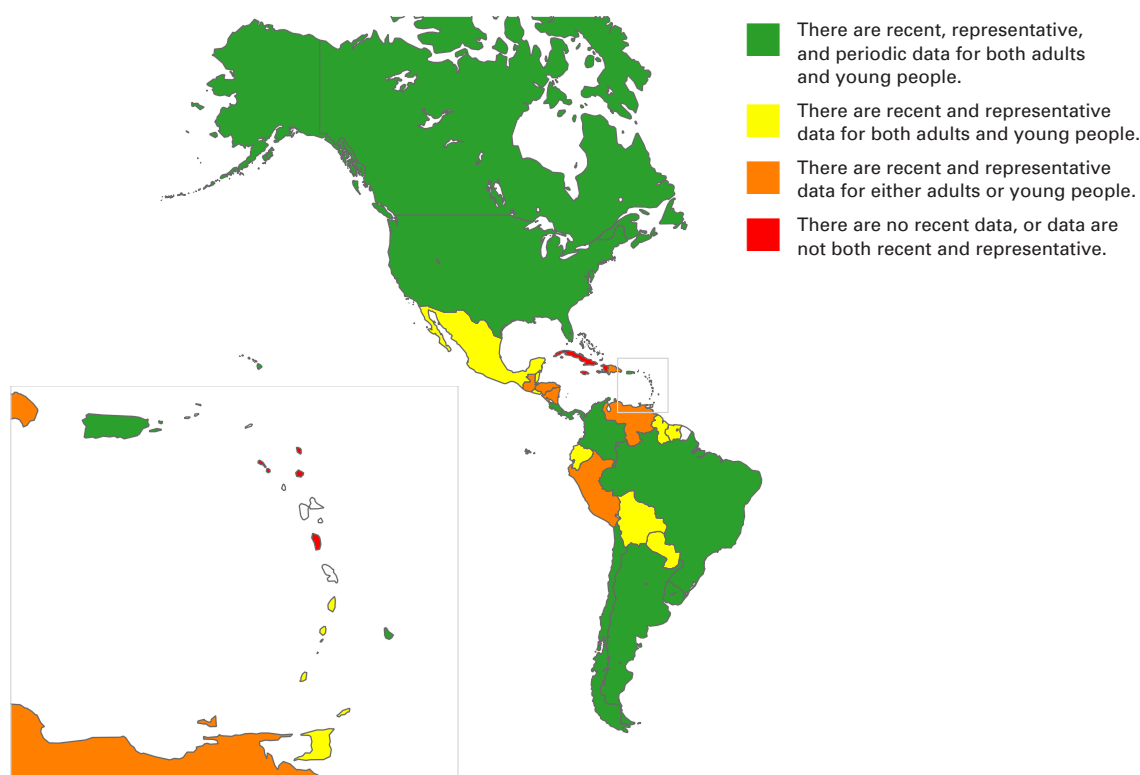 There are recent, representative,
and periodic data for both adults
and young people.
There are recent and representative
data for both adults and young people.
There are recent and representative
data for either adults or young people.
There are no recent data, or data are
not both recent and representative.